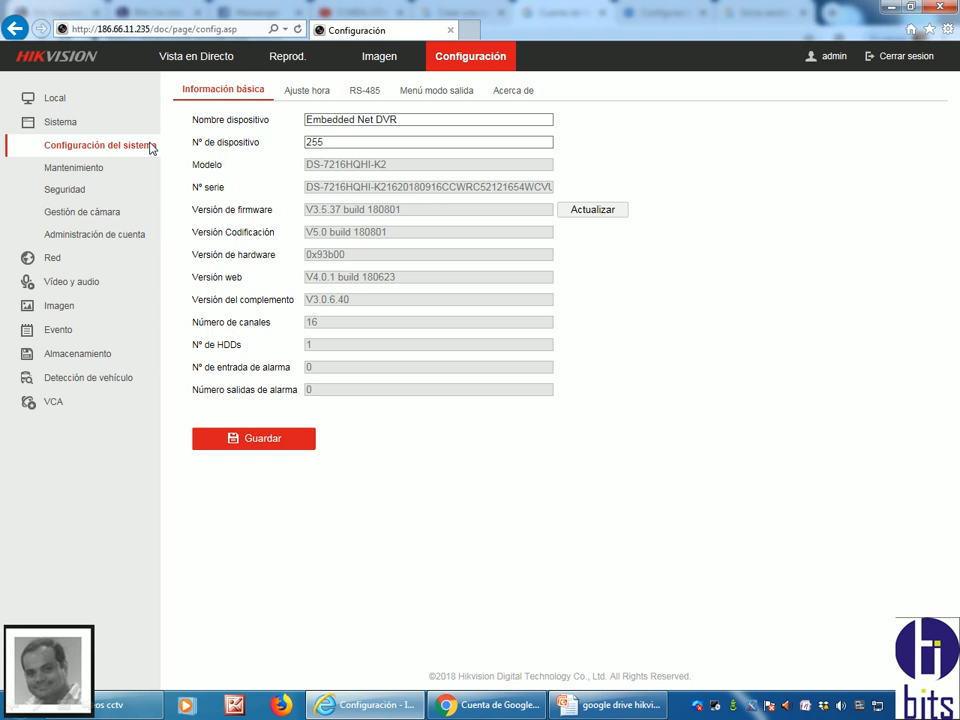 http://186.66.11.235/doc/page/config.asp
Configuración
HIKVISION
Vista en Directo
Reprod.
Imagen
Configuración
admin
Cerrar sesion
Local
Sistema
Configuración del sistema
Mantenimiento
Seguridad
Gestión de cámara
Administración de cuenta
Red
Vídeo y audio
Imagen
Evento
Almacenamiento
Detección de vehículo
VCA
Información básica
Ajuste hora
RS-485
Menú modo salida
Acerca de
Nombre dispositivo Embedded Net DVR
Nº de dispositivo 255
Modelo DS-7216HQHI-K2
Nº serie DS-7216HQHI-K21620180916CCWRC52121654WCVU
Versión de firmware V3.5.37 build 180801 Actualizar
Versión Codificación V5.0 build 180801
Versión de hardware 0x93b00
Versión web V4.0.1 build 180623
Versión del complemento V3.0.6.40
Número de canales 16
Nº de HDDs 1
Nº de entrada de alarma 0
Número salidas de alarma 0
Guardar
©2018 Hikvision Digital Technology Co., Ltd. All Rights Reserved.
eos cctv
Configuración - I...
Cuenta de Google...
google drive hikvi...
hi
bits